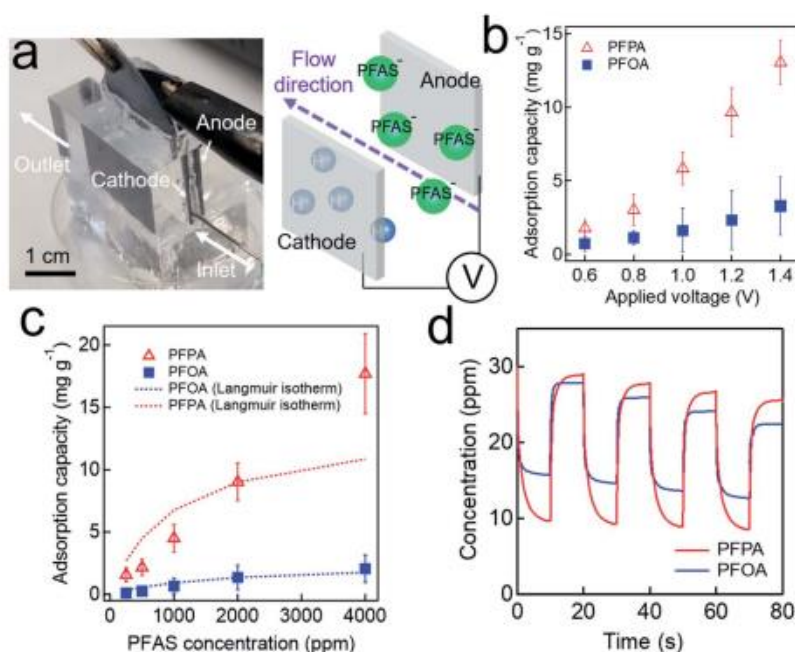 a
Outlet
Anode
Cathode
Inlet
1 cm
Flow
direction
PFAS-
Anode
PFAS-
PFAS-
PFAS-
Cathode
V
b
Adsorption capacity (mg g-1)
15
10
5
0
PFPA
PFOA
0.6 0.8 1.0 1.2 1.4
Applied voltage (V)
c
Adsorption capacity (mg g-1)
20
15
10
5
0
PFPA
PFOA
PFOA (Langmuir isotherm)
PFPA (Langmuir isotherm)
0 1000 2000 3000 4000
PFAS concentration (ppm)
d
Concentration (ppm)
30
20
10
0
PFPA
PFOA
0 20 40 60 80
Time (s)